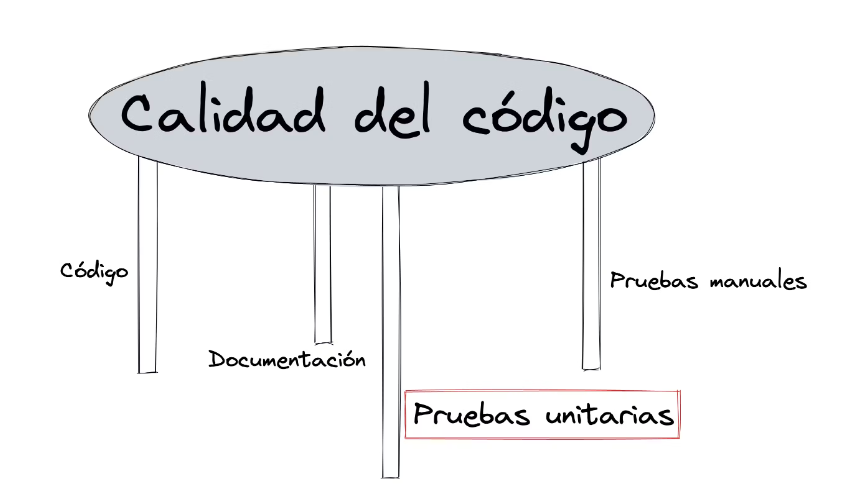 Calidad del código
Código
Pruebas manuales
Documentación
Pruebas unitarias